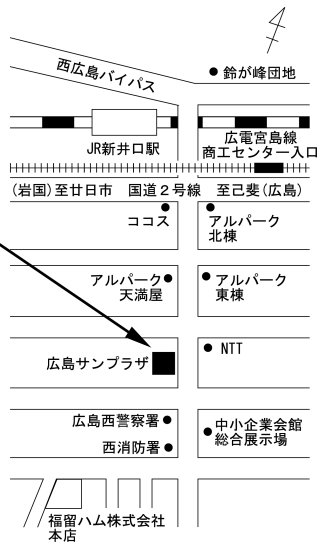 西広島バイパス
鈴が峰団地
JR新井口駅
広電宮島線
商工センター入口
(岩国)至廿日市 国道2号線 至己斐(広島)
ココス
アルパーク
北棟
アルパーク
天満屋
アルパーク
東棟
広島サンプラザ
NTT
広島西警察署
西消防署
中小企業会館
総合展示場
福留ハム株式会社
本店